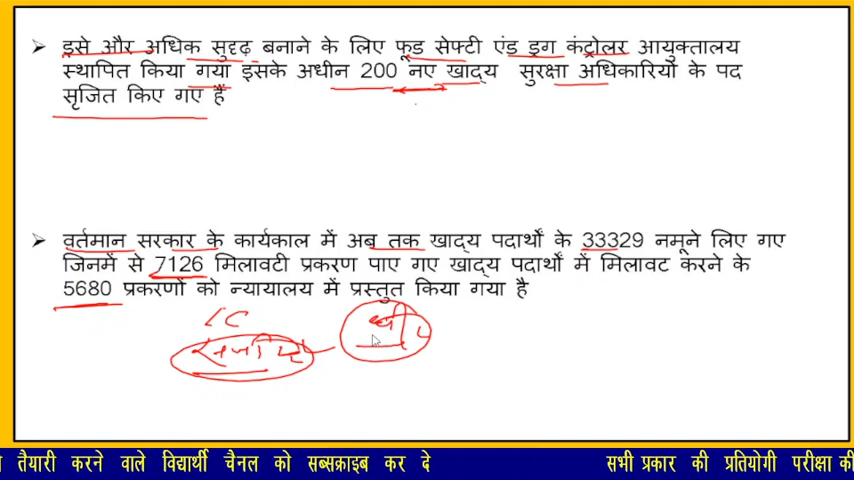 ➢ इसे और अधिक सुदृढ़ बनाने के लिए फूड सेफ्टी एंड ड्रग कंट्रोलर आयुक्तालय
स्थापित किया गया इसके अधीन 200 नए खाद्य सुरक्षा अधिकारियों के पद
सृजित किए गए हैं
➢ वर्तमान सरकार के कार्यकाल में अब तक खाद्य पदार्थों के 33329 नमूने लिए गए
जिनमें से 7126 मिलावटी प्रकरण पाए गए खाद्य पदार्थों में मिलावट करने के
5680 प्रकरणों को न्यायालय में प्रस्तुत किया गया है
तैयारी करने वाले विद्यार्थी चैनल को सब्सक्राइब कर दे सभी प्रकार की प्रतियोगी परीक्षा की